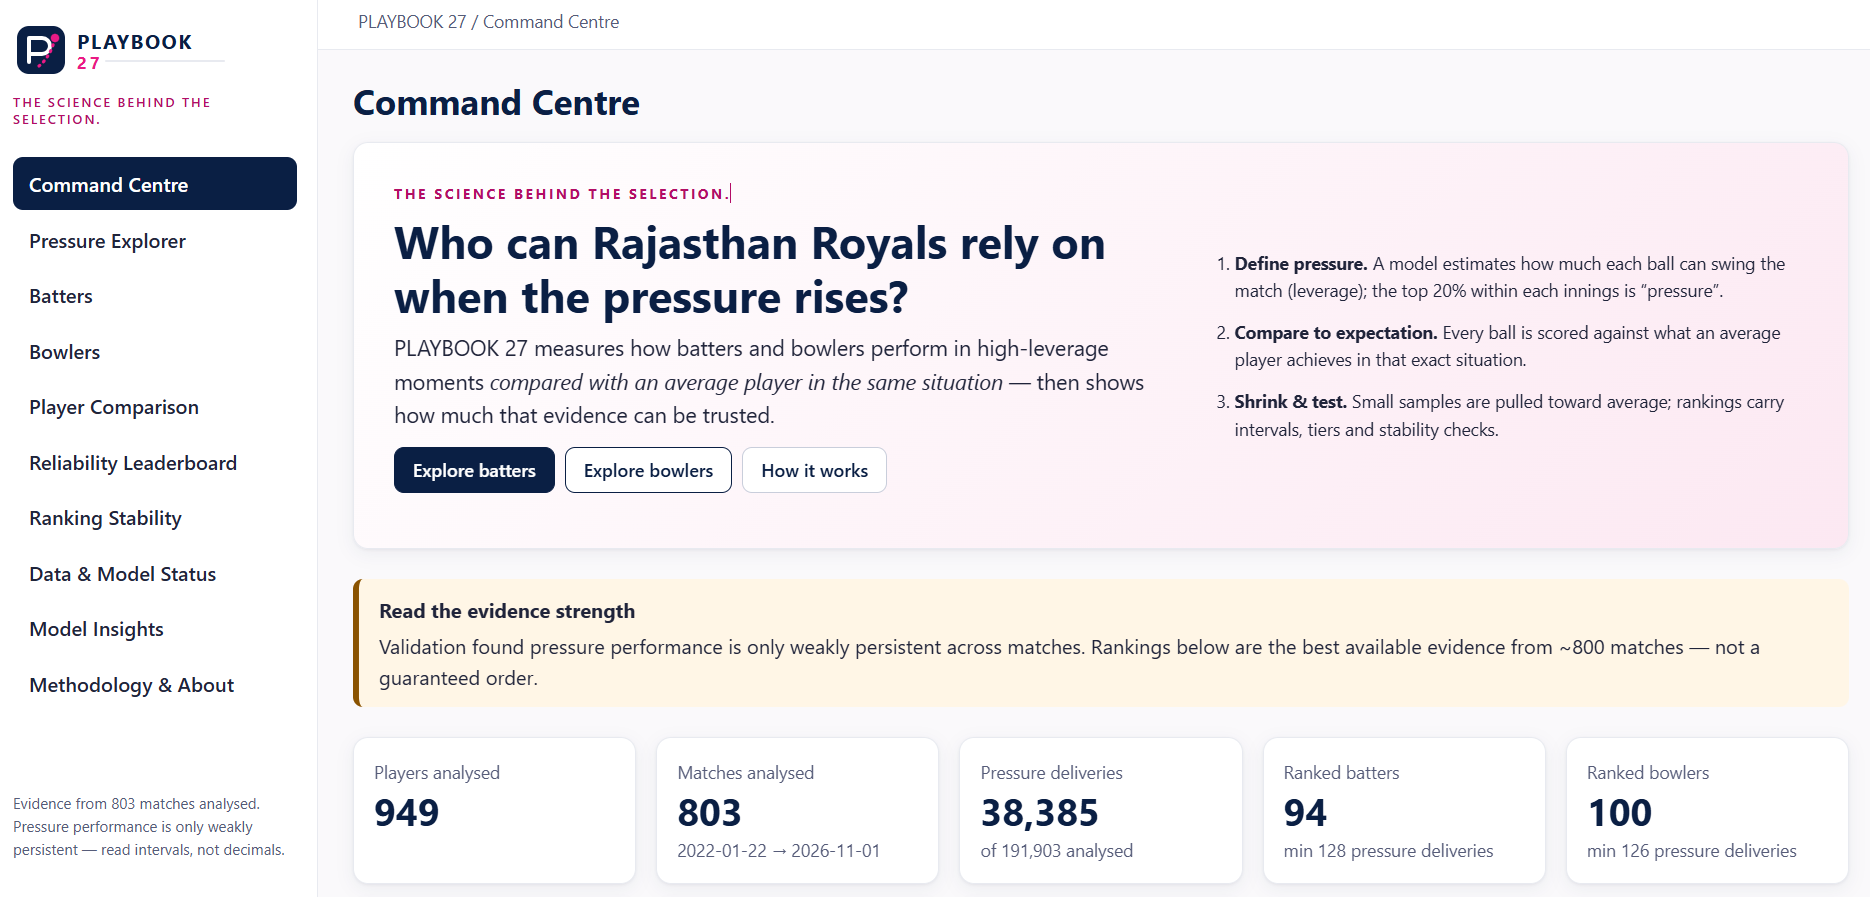 PLAYBOOK
27
THE SCIENCE BEHIND THE
SELECTION.
Command Centre
Pressure Explorer
Batters
Bowlers
Player Comparison
Reliability Leaderboard
Ranking Stability
Data & Model Status
Model Insights
Methodology & About
Evidence from 803 matches analysed.
Pressure performance is only weakly
persistent — read intervals, not decimals.
PLAYBOOK 27 / Command Centre
Command Centre
THE SCIENCE BEHIND THE SELECTION.
Who can Rajasthan Royals rely on
when the pressure rises?
PLAYBOOK 27 measures how batters and bowlers perform in high-leverage
moments compared with an average player in the same situation — then shows
how much that evidence can be trusted.
Explore batters
Explore bowlers
How it works
1. Define pressure. A model estimates how much each ball can swing the
match (leverage); the top 20% within each innings is “pressure”.
2. Compare to expectation. Every ball is scored against what an average
player achieves in that exact situation.
3. Shrink & test. Small samples are pulled toward average; rankings carry
intervals, tiers and stability checks.
Read the evidence strength
Validation found pressure performance is only weakly persistent across matches. Rankings below are the best available evidence from ~800 matches — not a
guaranteed order.
Players analysed
949
Matches analysed
803
2022-01-22 → 2026-11-01
Pressure deliveries
38,385
of 191,903 analysed
Ranked batters
94
min 128 pressure deliveries
Ranked bowlers
100
min 126 pressure deliveries